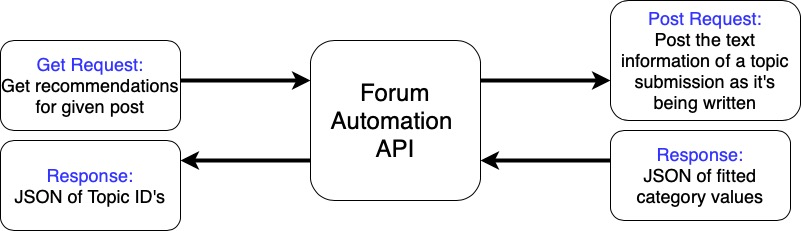 Get Request:
Get recommendations
for given post
Response:
JSON of Topic ID's
Forum
Automation
API
Post Request:
Post the text
information of a topic
submission as it's
being written
Response:
JSON of fitted
category values